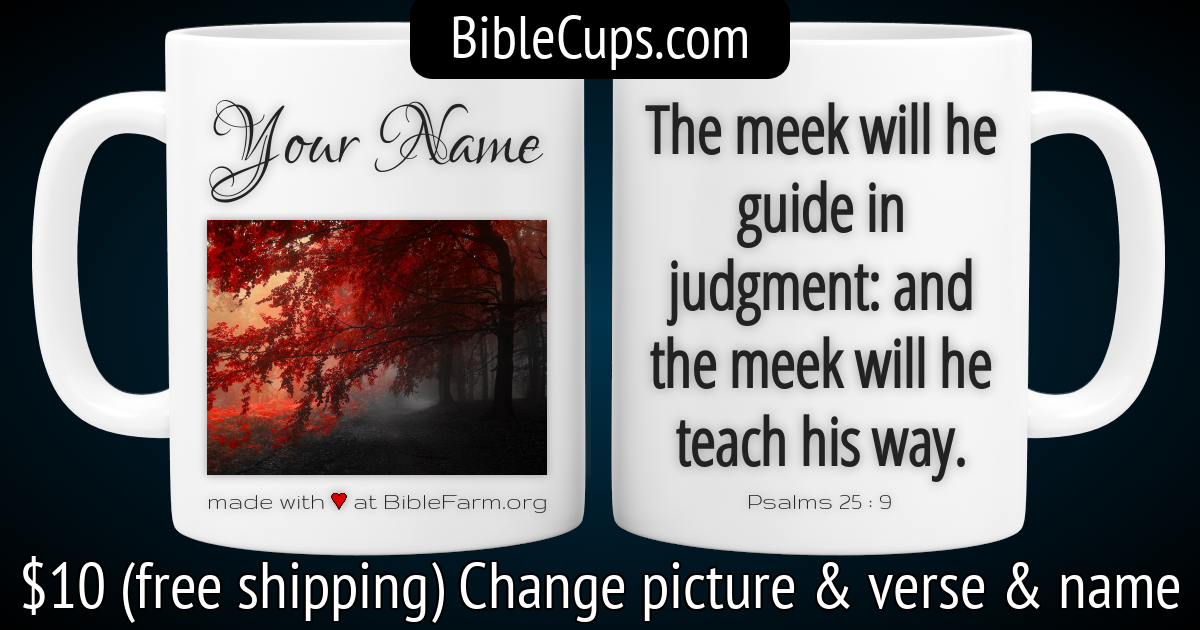 BibleCups.com
Your Name
made with ♥ at BibleFarm.org
The meek will he
guide in
judgment: and
the meek will he
teach his way.
Psalms 25 : 9
$10 (free shipping) Change picture & verse & name